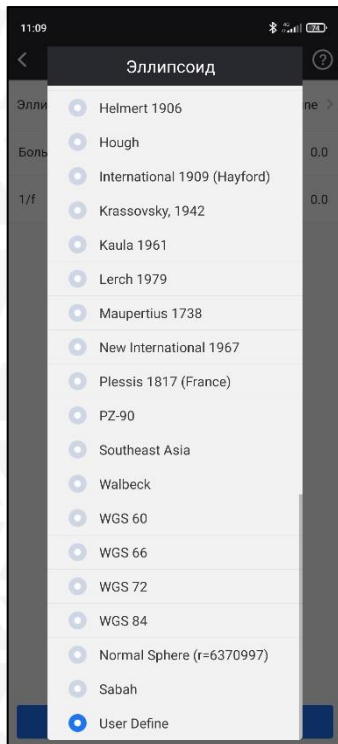 11:09
4G
74
Эллипсоид
?
Элли
ne >
Боль
0.0
1/f
0.0
Helmert 1906
Hough
International 1909 (Hayford)
Krassovsky, 1942
Kaula 1961
Lerch 1979
Maupertius 1738
New International 1967
Plessis 1817 (France)
PZ-90
Southeast Asia
Walbeck
WGS 60
WGS 66
WGS 72
WGS 84
Normal Sphere (r=6370997)
Sabah
User Define